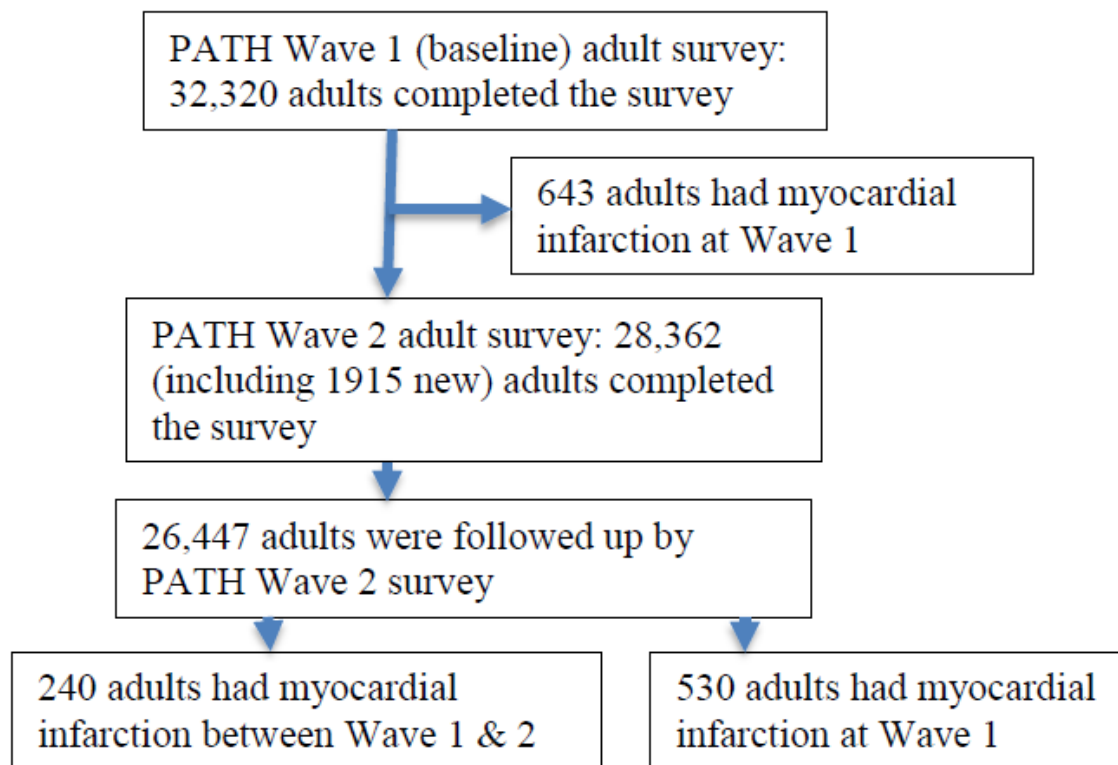 PATH Wave 1 (baseline) adult survey:
32,320 adults completed the survey
643 adults had myocardial
infarction at Wave 1
PATH Wave 2 adult survey: 28,362
(including 1915 new) adults completed
the survey
26,447 adults were followed up by
PATH Wave 2 survey
240 adults had myocardial
infarction between Wave 1 & 2
530 adults had myocardial
infarction at Wave 1